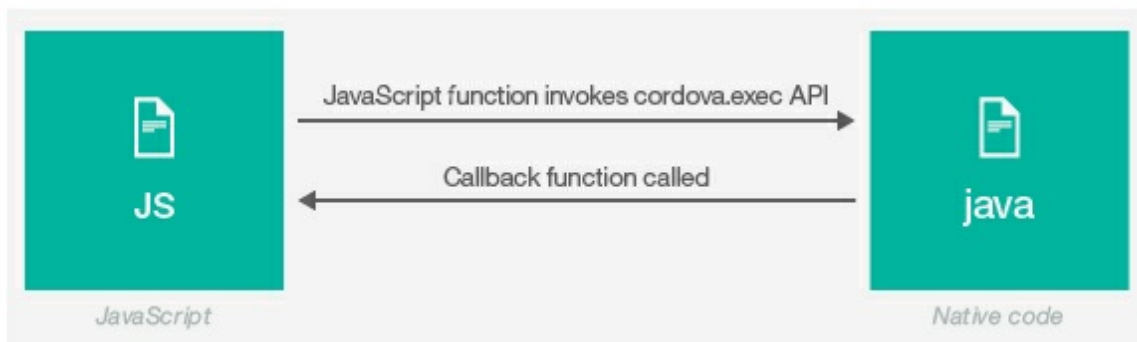 JavaScript function invokes cordova.exec API
Callback function called
JS
java
JavaScript
Native code